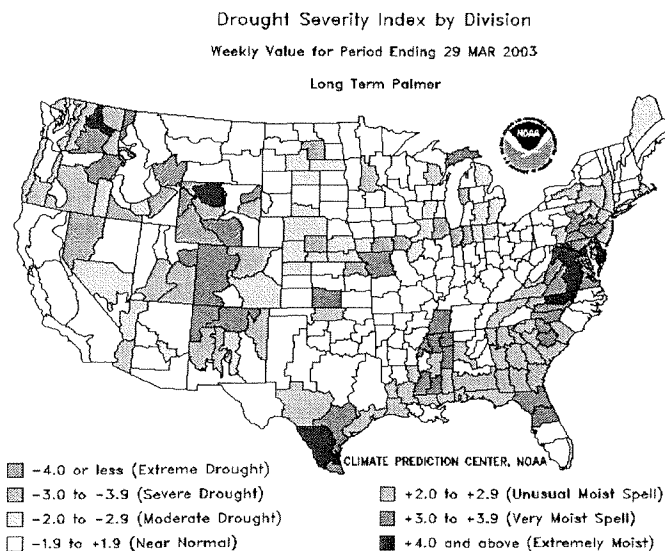 Drought Severity Index by Division
Weekly Value for Period Ending 29 MAR 2003
Long Term Palmer
NOAA
CLIMATE PREDICTION CENTER, NOAA
-4.0 or less (Extreme Drought)
-3.0 to -3.9 (Severe Drought)
-2.0 to -2.9 (Moderate Drought)
-1.9 to +1.9 (Near Normal)
+2.0 to +2.9 (Unusual Moist Spell)
+3.0 to +3.9 (Very Moist Spell)
+4.0 and above (Extremely Moist)